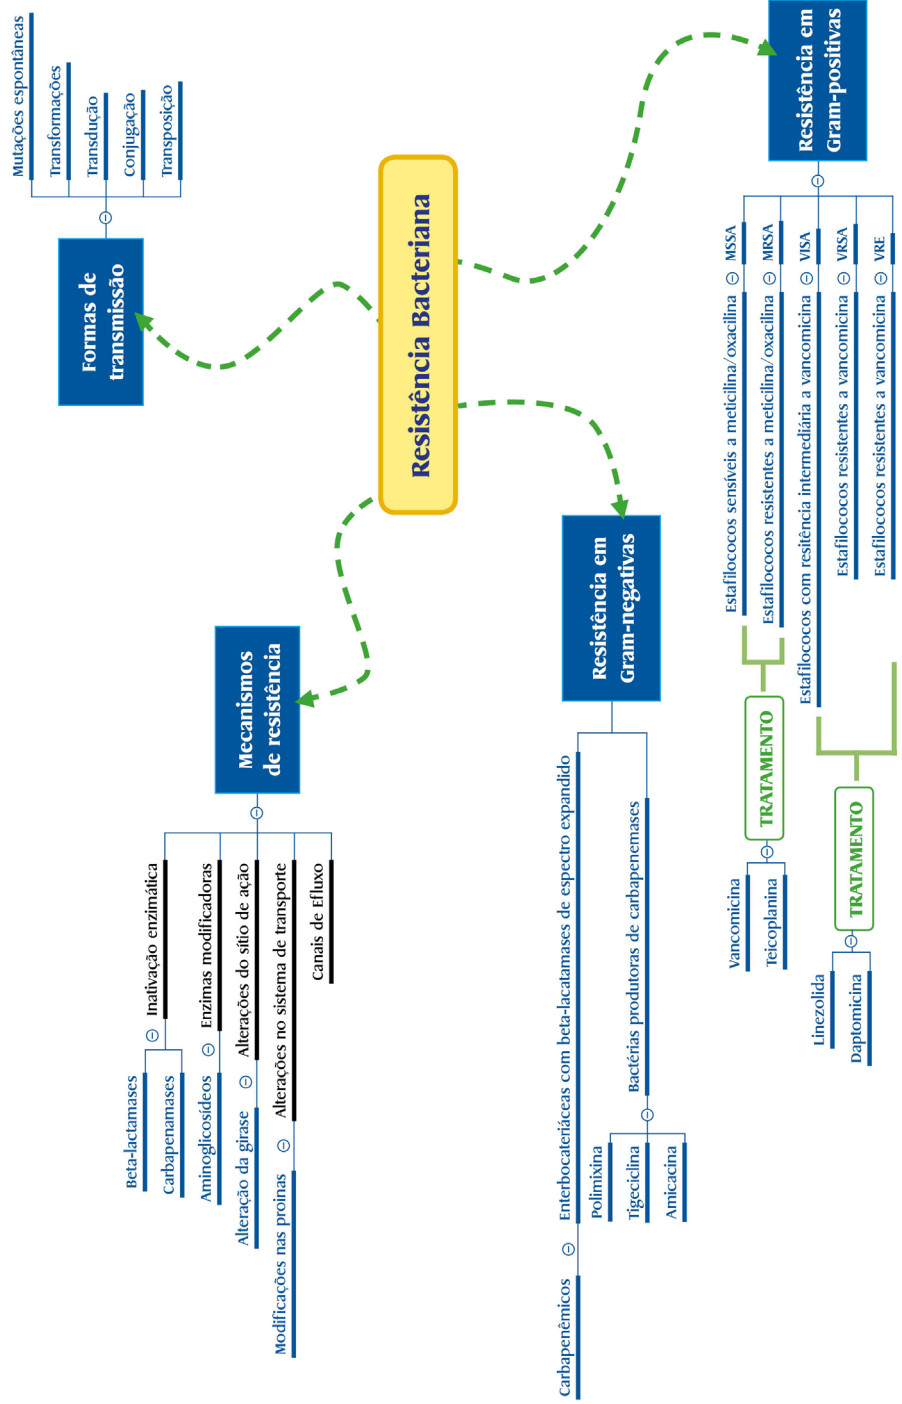 Resistência Bacteriana
Formas de
transmissão
Mutações espontâneas
Transformações
Transdução
Conjugação
Transposição
Mecanismos
de resistência
Inativação enzimática
Beta-lactamases
Carbapenamases
Enzimas modificadoras
Aminoglicosídeos
Alterações do sítio de ação
Alteração da girase
Alterações no sistema de transporte
Modificações nas proinas
Canais de Efluxo
Resistência em
Gram-negativas
Enterbocateriáceas com beta-lacatamases de espectro expandido
Carbapenêmicos
Bactérias produtoras de carbapenemases
Polimixina
Tigeciclina
Amicacina
Resistência em
Gram-positivas
MSSA
Estafilococos sensíveis a meticilina/oxacilina
MRSA
Estafilococos resistentes a meticilina/oxacilina
VISA
Estafilococos com resitência intermediária a vancomicina
VRSA
Estafilococos resistentes a vancomicina
VRE
Estafilococos resistentes a vancomicina
TRATAMENTO
Vancomicina
Teicoplanina
TRATAMENTO
Linezolida
Daptomicina